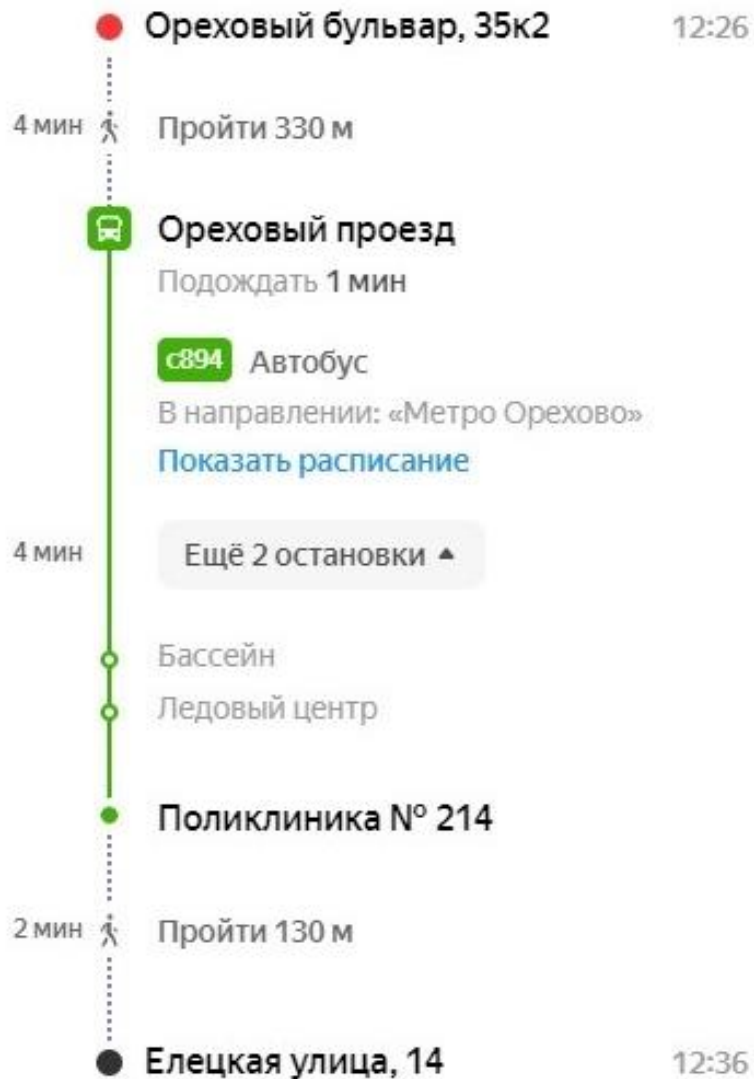 Ореховый бульвар, 35к2 12:26
4 мин Пройти 330 м
Ореховый проезд
Подождать 1 мин
с894 Автобус
В направлении: «Метро Орехово»
Показать расписание
4 мин Ещё 2 остановки
Бассейн
Ледовый центр
Поликлиника № 214
2 мин Пройти 130 м
Елецкая улица, 14 12:36